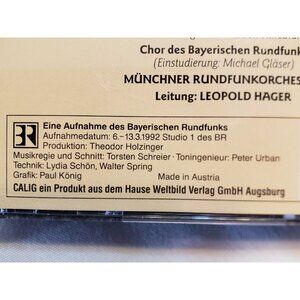 Chor des Bayerischen Rundfunk
(Einstudierung: Michael Gläser)
MÜNCHNER RUNDFUNKORCHES
Leitung: LEOPOLD HAGER
BR
Eine Aufnahme des Bayerischen Rundfunks
Aufnahmedatum: 6.–13.3.1992 Studio 1 des BR
Produktion: Theodor Holzinger
Musikregie und Schnitt: Torsten Schreier · Toningenieur: Peter Urban
Technik: Lydia Schön, Walter Spring
Grafik: Paul König Made in Austria
CALIG ein Produkt aus dem Hause Weltbild Verlag GmbH Augsburg